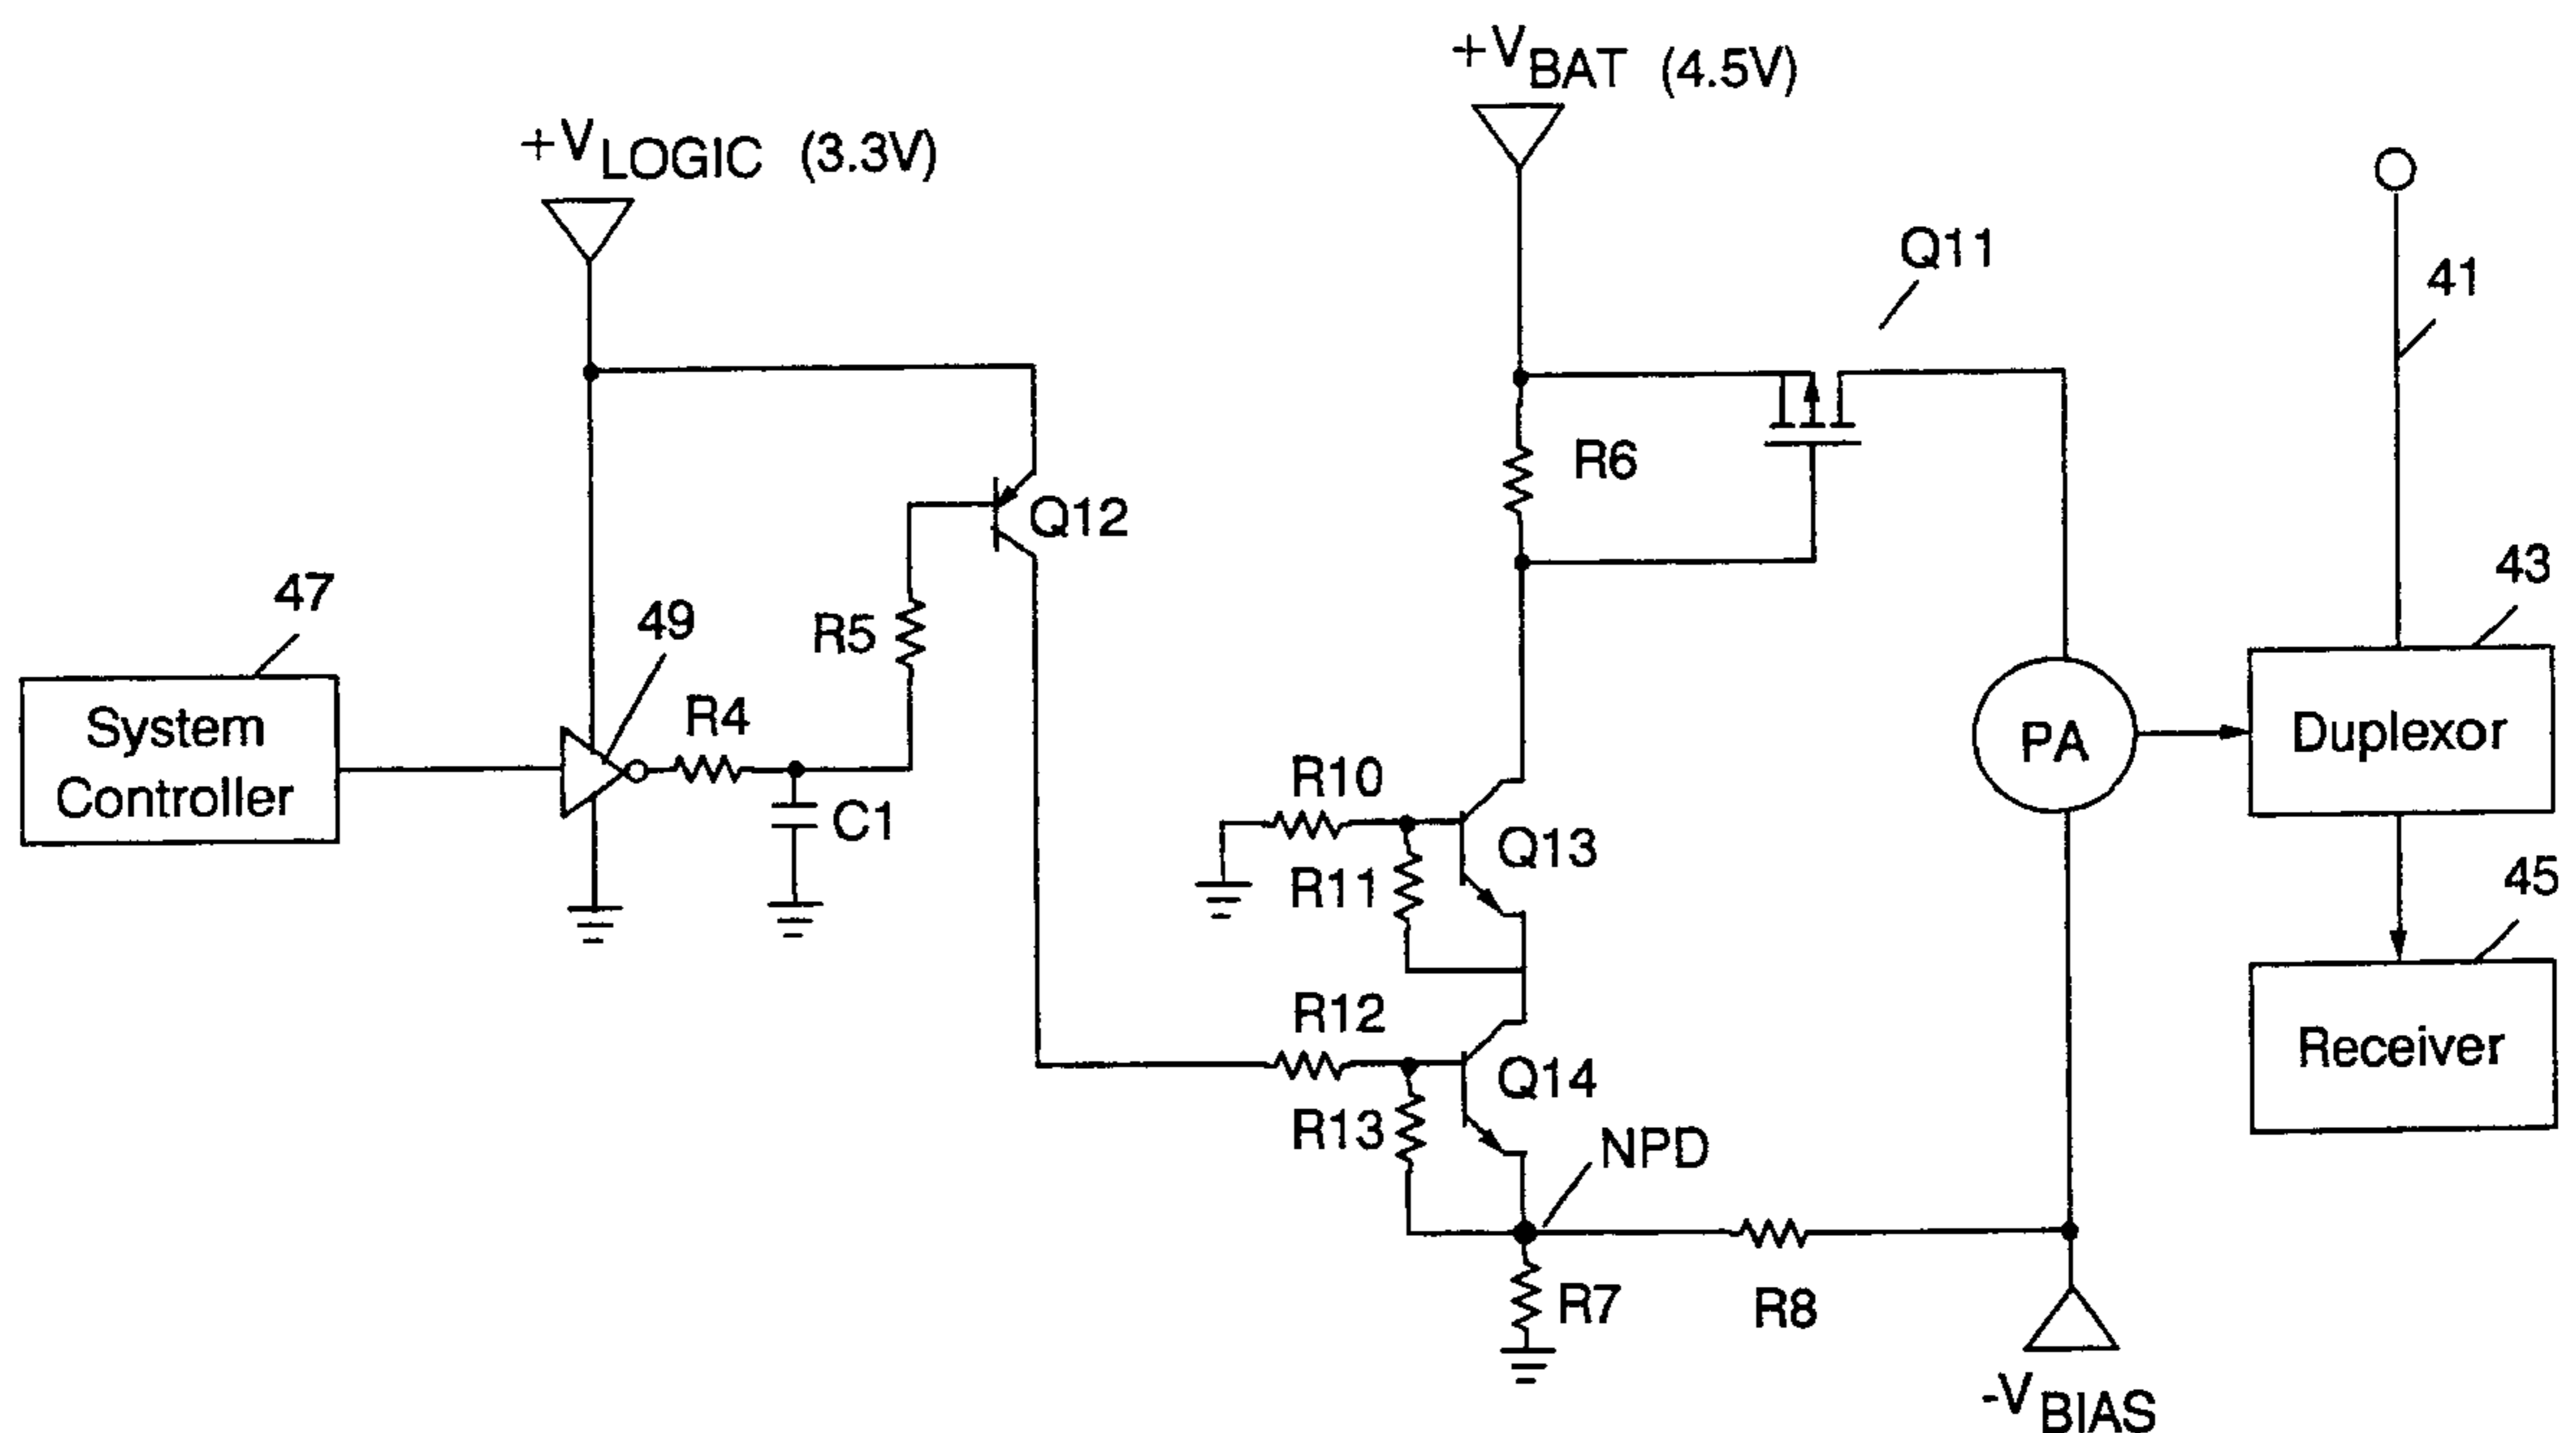 +VBAT (4.5V)
+VLOGIC (3.3V)
Q11
41
R6
Q12
47
49
R5
43
System
Controller
R4
C1
R10
Q13
R11
PA
Duplexor
45
R12
Q14
R13
NPD
Receiver
R7
R8
-VBIAS